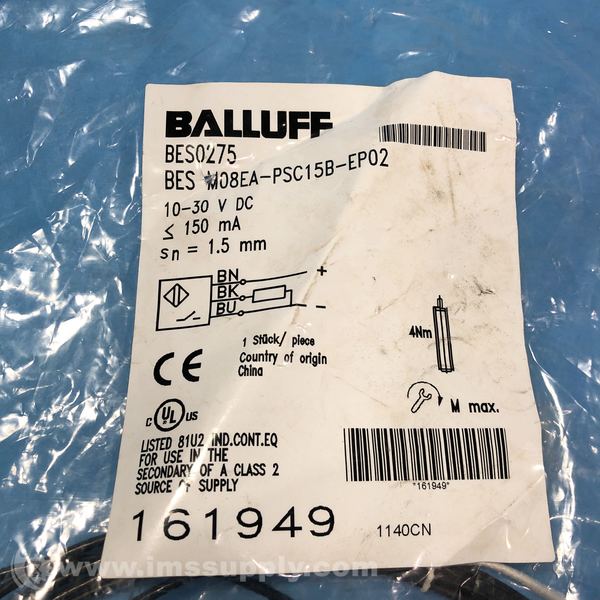 BALLUFF
BES0275
BES M08EA-PSC15B-EP02
10-30 V DC
≤ 150 mA
sn = 1.5 mm
BN +
BK
BU -
1 Stück/ piece
Country of origin
China
4Nm
M max.
CE
c UL US
LISTED 81U2 IND.CONT.EQ
FOR USE IN THE
SECONDARY OF A CLASS 2
SOURCE OF SUPPLY
*161949*
161949
1140CN
© www.imssupply.com